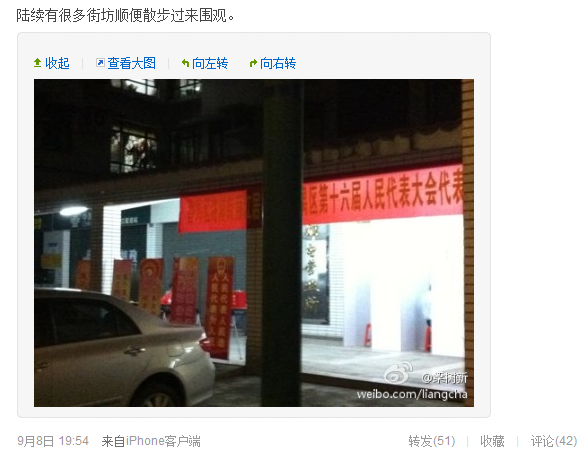 陆续有很多街坊顺便散步过来围观。
收起 | 查看大图 | 向左转 向右转
区第十六届人民代表大会代表
@梁树新
weibo.com/liangcha
9月8日 19:54 来自iPhone客户端
转发(51) | 收藏 | 评论(42)